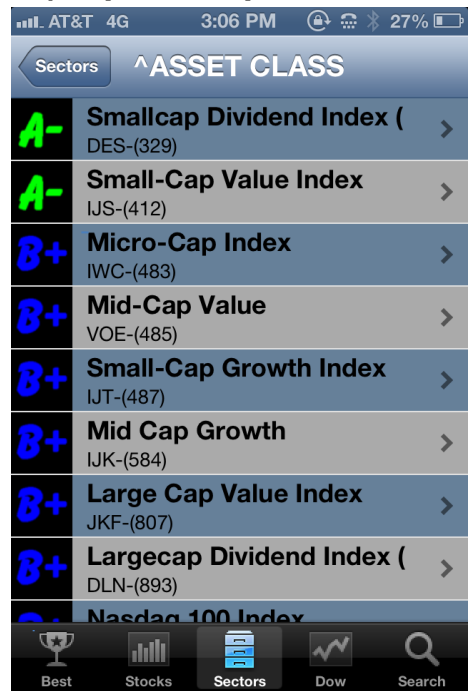 AT&T 4G 3:06 PM 27%
Sectors ^ASSET CLASS
A- Smallcap Dividend Index (
DES-(329)
A- Small-Cap Value Index
IJS-(412)
B+ Micro-Cap Index
IWC-(483)
B+ Mid-Cap Value
VOE-(485)
B+ Small-Cap Growth Index
IJT-(487)
B+ Mid Cap Growth
IJK-(584)
B+ Large Cap Value Index
JKF-(807)
B+ Largecap Dividend Index (
DLN-(893)
Nasdaq 100 Index
Best Stocks Sectors Dow Search